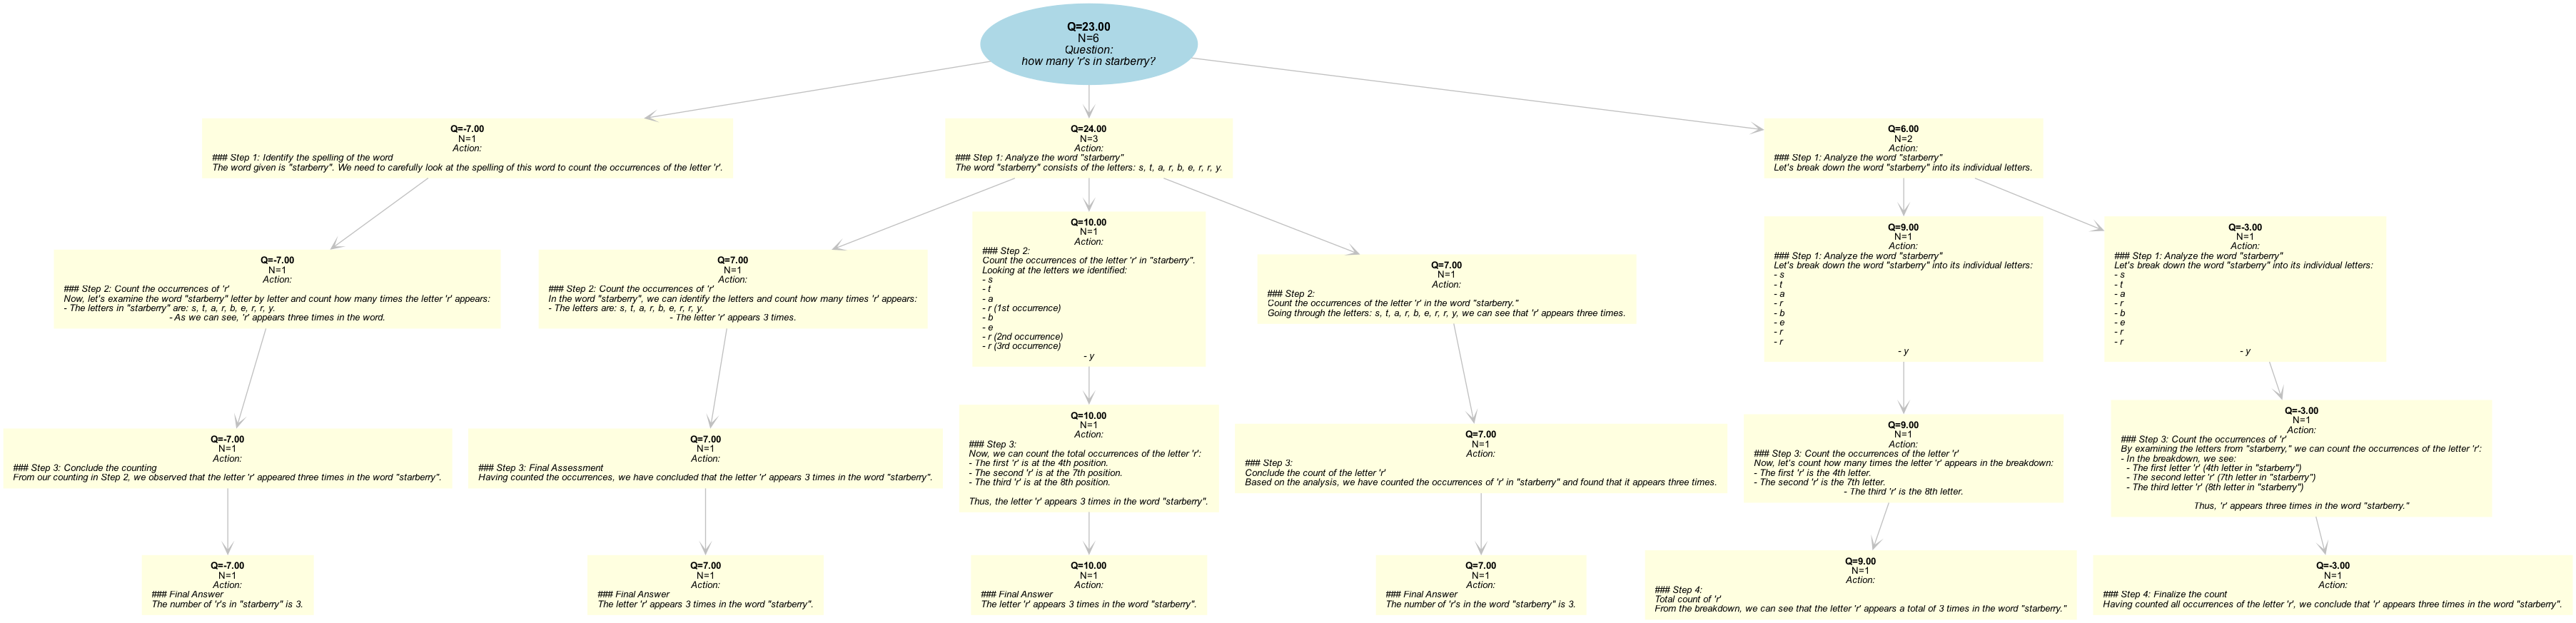 Q=23.00
N=6
Question:
how many 'r's in starberry?
Q=-7.00
N=1
Action:
### Step 1: Identify the spelling of the word
The word given is "starberry". We need to carefully look at the spelling of this word to count the occurrences of the letter 'r'.
Q=24.00
N=3
Action:
### Step 1: Analyze the word "starberry"
The word "starberry" consists of the letters: s, t, a, r, b, e, r, r, y.
Q=6.00
N=2
Action:
### Step 1: Analyze the word "starberry"
Let's break down the word "starberry" into its individual letters.
Q=-7.00
N=1
Action:
### Step 2: Count the occurrences of 'r'
Now, let's examine the word "starberry" letter by letter and count how many times the letter 'r' appears:
- The letters in "starberry" are: s, t, a, r, b, e, r, r, y.
- As we can see, 'r' appears three times in the word.
Q=7.00
N=1
Action:
### Step 2: Count the occurrences of 'r'
In the word "starberry", we can identify the letters and count how many times 'r' appears:
- The letters are: s, t, a, r, b, e, r, r, y.
- The letter 'r' appears 3 times.
Q=10.00
N=1
Action:
### Step 2:
Count the occurrences of the letter 'r' in "starberry".
Looking at the letters we identified:
- s
- t
- a
- r (1st occurrence)
- b
- e
- r (2nd occurrence)
- r (3rd occurrence)
- y
Q=7.00
N=1
Action:
### Step 2:
Count the occurrences of the letter 'r' in the word "starberry."
Going through the letters: s, t, a, r, b, e, r, r, y, we can see that 'r' appears three times.
Q=9.00
N=1
Action:
### Step 1: Analyze the word "starberry"
Let's break down the word "starberry" into its individual letters:
- s
- t
- a
- r
- b
- e
- r
- r
- y
Q=-3.00
N=1
Action:
### Step 1: Analyze the word "starberry"
Let's break down the word "starberry" into its individual letters:
- s
- t
- a
- r
- b
- e
- r
- r
- y
Q=-7.00
N=1
Action:
### Step 3: Conclude the counting
From our counting in Step 2, we observed that the letter 'r' appeared three times in the word "starberry".
Q=7.00
N=1
Action:
### Step 3: Final Assessment
Having counted the occurrences, we have concluded that the letter 'r' appears 3 times in the word "starberry".
Q=10.00
N=1
Action:
### Step 3:
Now, we can count the total occurrences of the letter 'r':
- The first 'r' is at the 4th position.
- The second 'r' is at the 7th position.
- The third 'r' is at the 8th position.
Thus, the letter 'r' appears 3 times in the word "starberry".
Q=7.00
N=1
Action:
### Step 3:
Conclude the count of the letter 'r'
Based on the analysis, we have counted the occurrences of 'r' in "starberry" and found that it appears three times.
Q=9.00
N=1
Action:
### Step 3: Count the occurrences of the letter 'r'
Now, let's count how many times the letter 'r' appears in the breakdown:
- The first 'r' is the 4th letter.
- The second 'r' is the 7th letter.
- The third 'r' is the 8th letter.
Q=-3.00
N=1
Action:
### Step 3: Count the occurrences of 'r'
By examining the letters from "starberry," we can count the occurrences of the letter 'r':
- In the breakdown, we see:
- The first letter 'r' (4th letter in "starberry")
- The second letter 'r' (7th letter in "starberry")
- The third letter 'r' (8th letter in "starberry")
Thus, 'r' appears three times in the word "starberry."
Q=-7.00
N=1
Action:
### Final Answer
The number of 'r's in "starberry" is 3.
Q=7.00
N=1
Action:
### Final Answer
The letter 'r' appears 3 times in the word "starberry".
Q=10.00
N=1
Action:
### Final Answer
The letter 'r' appears 3 times in the word "starberry".
Q=7.00
N=1
Action:
### Final Answer
The number of 'r's in the word "starberry" is 3.
Q=9.00
N=1
Action:
### Step 4:
Total count of 'r'
From the breakdown, we can see that the letter 'r' appears a total of 3 times in the word "starberry."
Q=-3.00
N=1
Action:
### Step 4: Finalize the count
Having counted all occurrences of the letter 'r', we conclude that 'r' appears three times in the word "starberry".